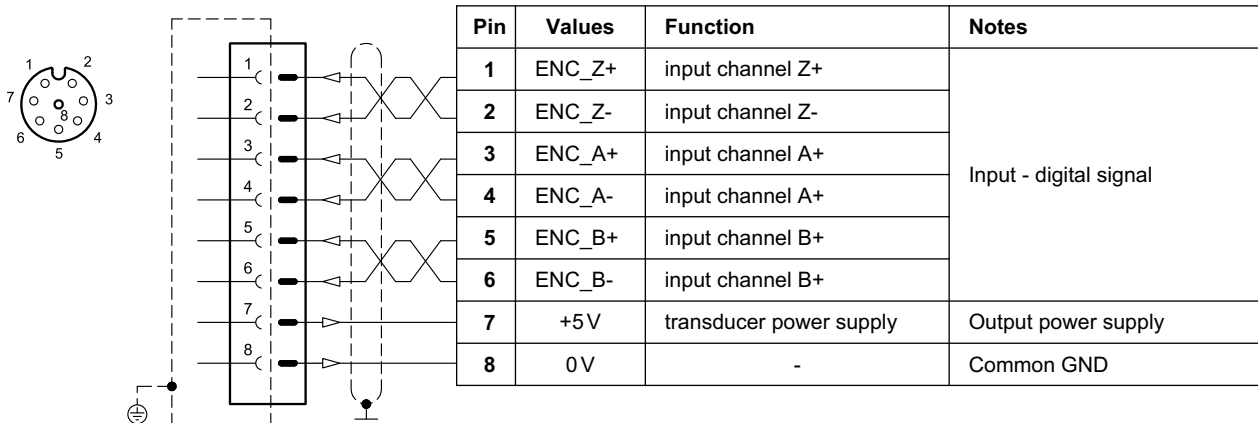 1 2
7 8 3
6 4
5
1
2
3
4
5
6
7
8
Pin Values Function Notes
1 ENC_Z+ input channel Z+
2 ENC_Z- input channel Z-
3 ENC_A+ input channel A+
Input - digital signal
4 ENC_A- input channel A+
5 ENC_B+ input channel B+
6 ENC_B- input channel B+
7 +5V transducer power supply Output power supply
8 0V - Common GND